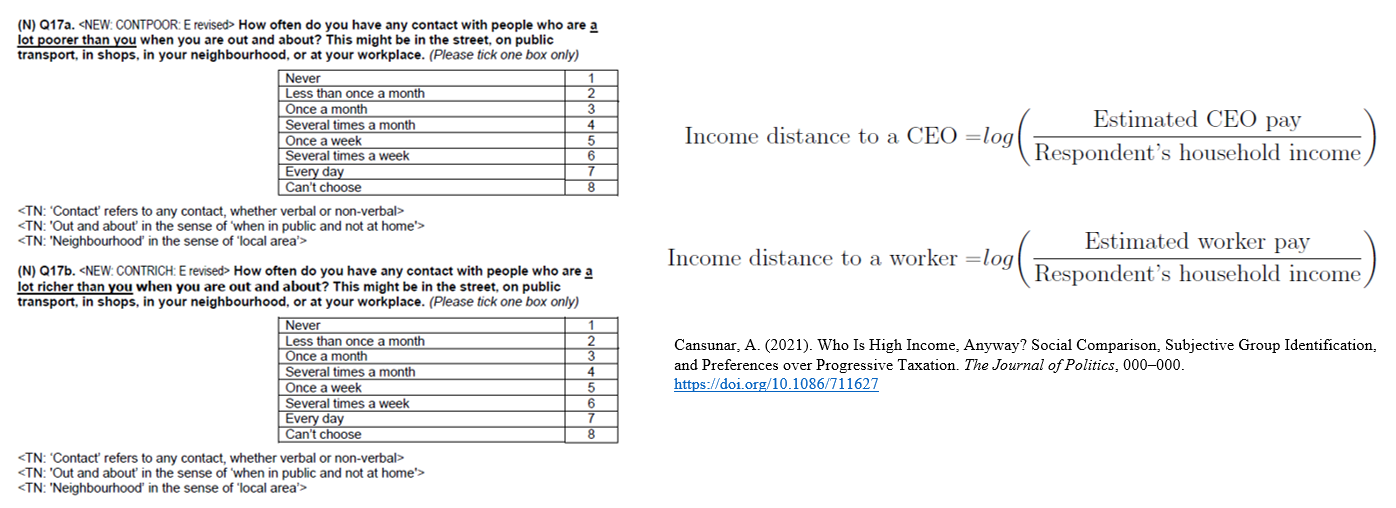 (N) Q17a. <NEW: CONTPOOR: E revised> How often do you have any contact with people who are a
lot poorer than you when you are out and about? This might be in the street, on public
transport, in shops, in your neighbourhood, or at your workplace. (Please tick one box only)
Never 1
Less than once a month 2
Once a month 3
Several times a month 4
Once a week 5
Several times a week 6
Every day 7
Can't choose 8
<TN: 'Contact' refers to any contact, whether verbal or non-verbal>
<TN: 'Out and about' in the sense of 'when in public and not at home'>
<TN: 'Neighbourhood' in the sense of 'local area'>
(N) Q17b. <NEW: CONTRICH: E revised> How often do you have any contact with people who are a
lot richer than you when you are out and about? This might be in the street, on public
transport, in shops, in your neighbourhood, or at your workplace. (Please tick one box only)
Never 1
Less than once a month 2
Once a month 3
Several times a month 4
Once a week 5
Several times a week 6
Every day 7
Can't choose 8
<TN: 'Contact' refers to any contact, whether verbal or non-verbal>
<TN: 'Out and about' in the sense of 'when in public and not at home'>
<TN: 'Neighbourhood' in the sense of 'local area'>
Income distance to a CEO =log(
Estimated CEO pay
Respondent's household income)
Income distance to a worker =log(
Estimated worker pay
Respondent's household income)
Cansunar, A. (2021). Who Is High Income, Anyway? Social Comparison, Subjective Group Identification,
and Preferences over Progressive Taxation. The Journal of Politics, 000–000.
https://doi.org/10.1086/711627